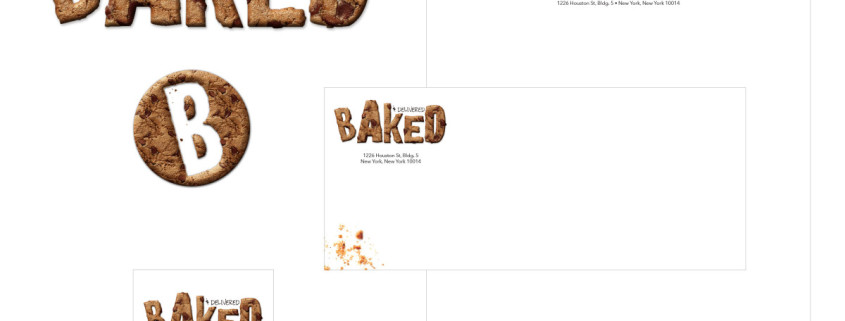 BAKED
1226 Houston St, Bldg. 5 • New York, New York 10014
B
& DELIVERED
BAKED
1226 Houston St, Bldg. 5
New York, New York 10014
& DELIVERED
BAKED